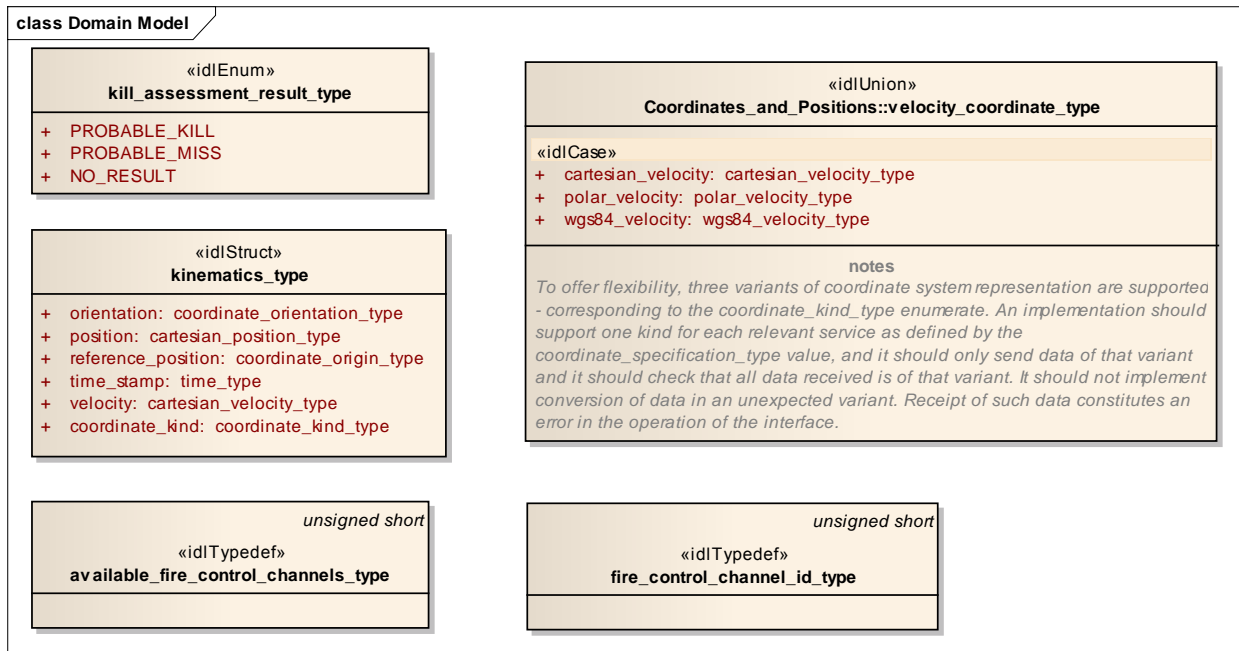 class Domain Model
«idlEnum»
kill_assessment_result_type
+ PROBABLE_KILL
+ PROBABLE_MISS
+ NO_RESULT
«idlStruct»
kinematics_type
+ orientation: coordinate_orientation_type
+ position: cartesian_position_type
+ reference_position: coordinate_origin_type
+ time_stamp: time_type
+ velocity: cartesian_velocity_type
+ coordinate_kind: coordinate_kind_type
unsigned short
«idlTypedef»
available_fire_control_channels_type
«idlUnion»
Coordinates_and_Positions::velocity_coordinate_type
«idlCase»
+ cartesian_velocity: cartesian_velocity_type
+ polar_velocity: polar_velocity_type
+ wgs84_velocity: wgs84_velocity_type
notes
To offer flexibility, three variants of coordinate system representation are supported
- corresponding to the coordinate_kind_type enumerate. An implementation should
support one kind for each relevant service as defined by the
coordinate_specification_type value, and it should only send data of that variant
and it should check that all data received is of that variant. It should not implement
conversion of data in an unexpected variant. Receipt of such data constitutes an
error in the operation of the interface.
unsigned short
«idlTypedef»
fire_control_channel_id_type